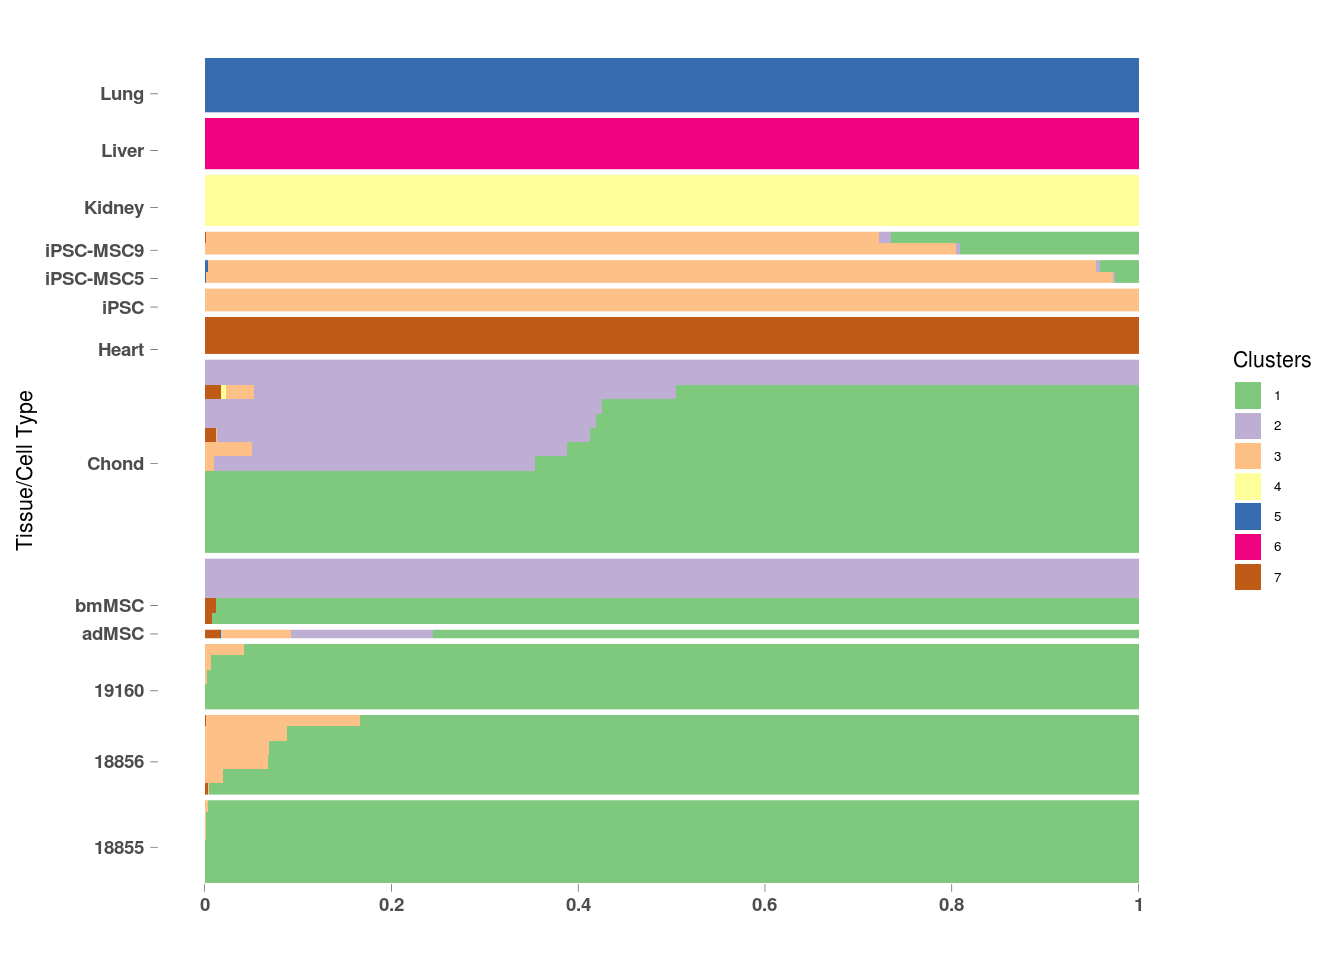 Lung
Liver
Kidney
iPSC-MSC9
iPSC-MSC5
iPSC
Heart
Chond
bmMSC
adMSC
19160
18856
18855
Tissue/Cell Type
0 0.2 0.4 0.6 0.8 1
Clusters
1
2
3
4
5
6
7